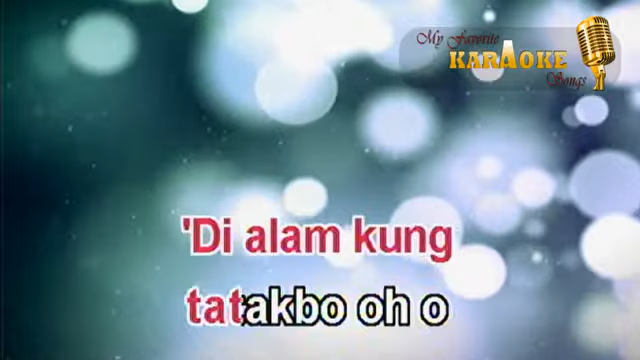 My Favorite
KARAOKE
Songs
'Di alam kung
tatakbo oh o